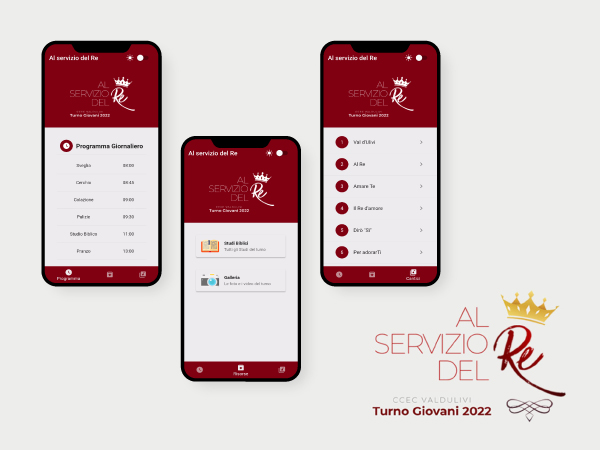 Al servizio del Re
AL
SERVIZIO
DEL
Re
Turno Giovani 2022
Programma Giornaliero
Sveglia 08:00
Cerchio 08:45
Colazione 09:00
Pulizie 09:35
Studio Biblico 11:00
Pranzo 13:00
Programma
Al servizio del Re
AL
SERVIZIO
DEL
Re
Turno Giovani 2022
Studi Biblici
Tutti gli Studi del turno
Galleria
Le foto e i video del turno
Risorse
Al servizio del Re
AL
SERVIZIO
DEL
Re
Turno Giovani 2022
1 Val d'Ulivi
2 Al Re
3 Amare Te
4 Il Re d'amore
5 Dirò "Sì"
6 Per adorarTi
Cantici
AL
SERVIZIO
DEL
Re
CCEC VALDULIVI
Turno Giovani 2022